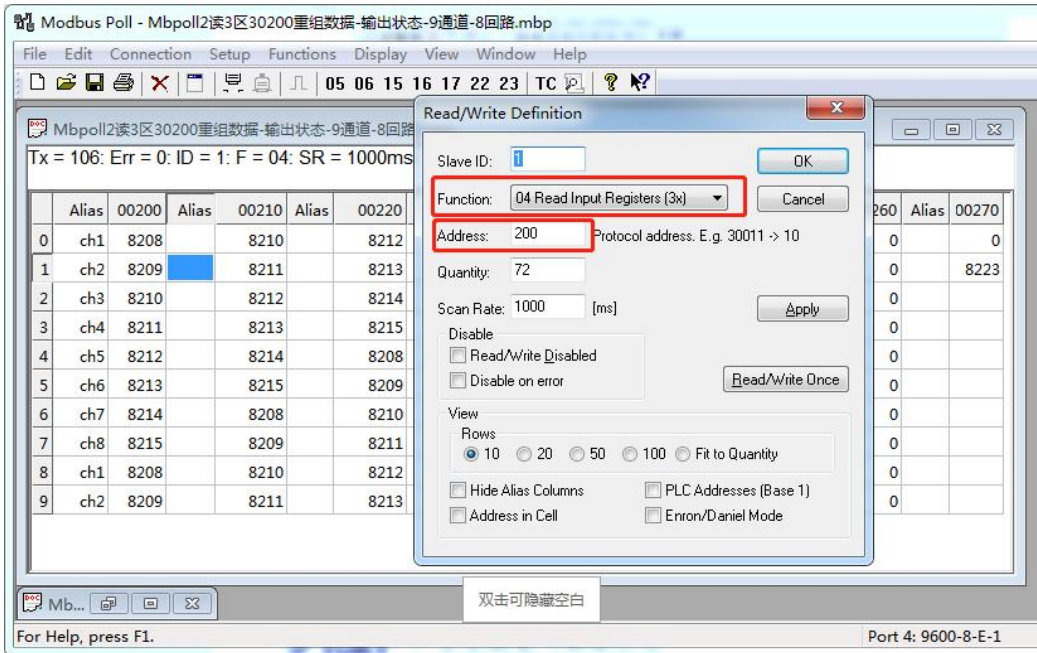 Modbus Poll - Mbpoll2读3区30200重组数据-输出状态-9通道-8回路.mbp
File Edit Connection Setup Functions Display View Window Help
05 06 15 16 17 22 23 TC
Mbpoll2读3区30200重组数据-输出状态-9通道-8回路
Tx = 106: Err = 0: ID = 1: F = 04: SR = 1000ms
Alias 00200 Alias 00210 Alias 00220
0 ch1 8208 8210 8212
1 ch2 8209 8211 8213
2 ch3 8210 8212 8214
3 ch4 8211 8213 8215
4 ch5 8212 8214 8208
5 ch6 8213 8215 8209
6 ch7 8214 8208 8210
7 ch8 8215 8209 8211
8 ch1 8208 8210 8212
9 ch2 8209 8211 8213
Read/Write Definition
Slave ID: 1 OK
Function: 04 Read Input Registers (3x) Cancel
Address: 200 Protocol address. E.g. 30011 -> 10
Quantity: 72
Scan Rate: 1000 [ms] Apply
Disable
Read/Write Disabled
Disable on error Read/Write Once
View
Rows
10 20 50 100 Fit to Quantity
Hide Alias Columns PLC Addresses (Base 1)
Address in Cell Enron/Daniel Mode
260 Alias 00270
0 0
0 8223
0
0
0
0
0
0
0
0
Mb...
双击可隐藏空白
For Help, press F1. Port 4: 9600-8-E-1